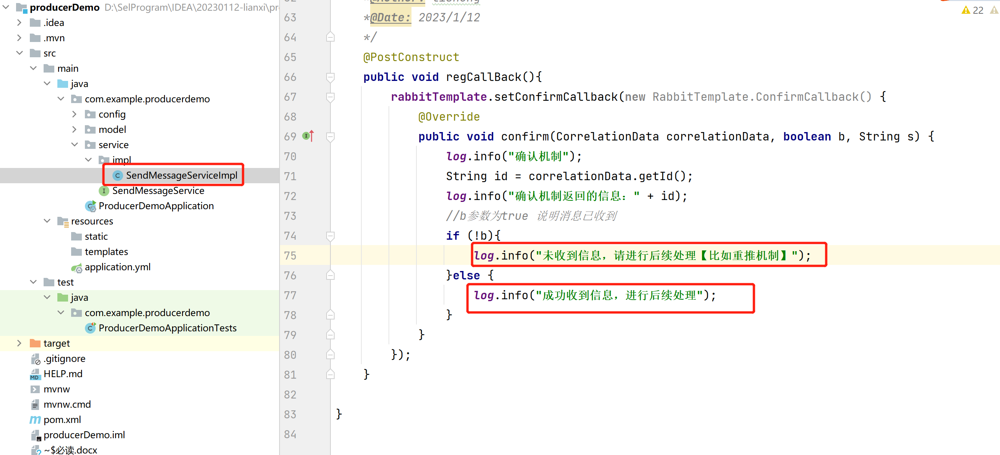 producerDemo D:\SelProgram\IDEA\20230112-lianxi\pr
.idea
.mvn
src
main
java
com.example.producerdemo
config
model
service
impl
SendMessageServiceImpl
SendMessageService
ProducerDemoApplication
resources
static
templates
application.yml
test
java
com.example.producerdemo
ProducerDemoApplicationTests
target
.gitignore
HELP.md
mvnw
mvnw.cmd
pom.xml
producerDemo.iml
~$必读.docx
22
63 *@Date: 2023/1/12
64 */
65 @PostConstruct
66 public void regCallBack(){
67 rabbitTemplate.setConfirmCallback(new RabbitTemplate.ConfirmCallback() {
68 @Override
69 public void confirm(CorrelationData correlationData, boolean b, String s) {
70 log.info("确认机制");
71 String id = correlationData.getId();
72 log.info("确认机制返回的信息：" + id);
73 //b参数为true 说明消息已收到
74 if (!b){
75 log.info("未收到信息，请进行后续处理【比如重推机制】");
76 }else {
77 log.info("成功收到信息，进行后续处理");
78 }
79 }
80 });
81 }
82
83 }
84